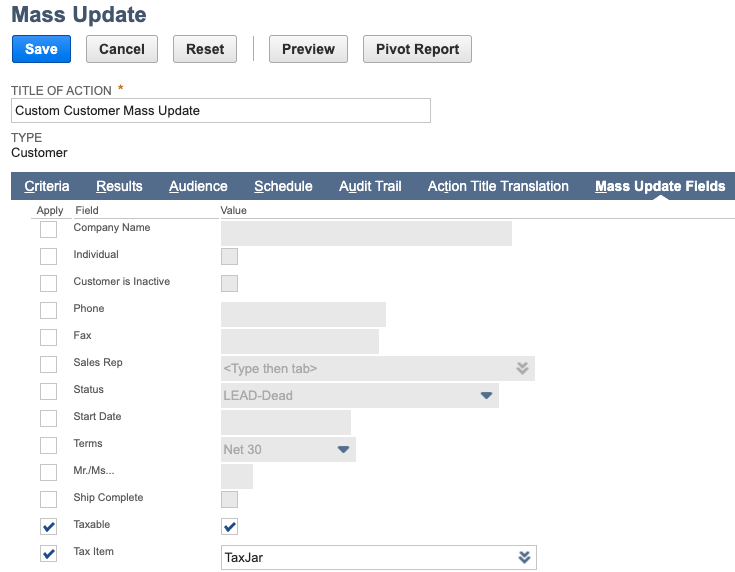 Mass Update
Save Cancel Reset Preview Pivot Report
TITLE OF ACTION *
Custom Customer Mass Update
TYPE
Customer
Criteria Results Audience Schedule Audit Trail Action Title Translation Mass Update Fields
Apply Field Value
Company Name
Individual
Customer is Inactive
Phone
Fax
Sales Rep <Type then tab>
Status LEAD-Dead
Start Date
Terms Net 30
Mr./Ms...
Ship Complete
Taxable
Tax Item TaxJar